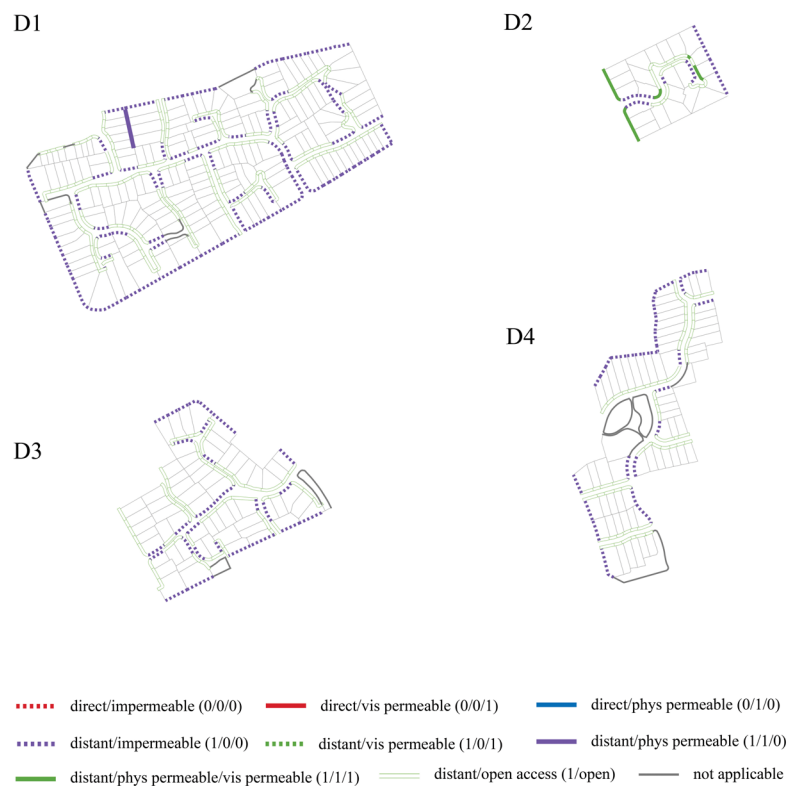 D1
D2
D3
D4
direct/impermeable (0/0/0)
direct/vis permeable (0/0/1)
direct/phys permeable (0/1/0)
distant/impermeable (1/0/0)
distant/vis permeable (1/0/1)
distant/phys permeable (1/1/0)
distant/phys permeable/vis permeable (1/1/1)
distant/open access (1/open)
not applicable